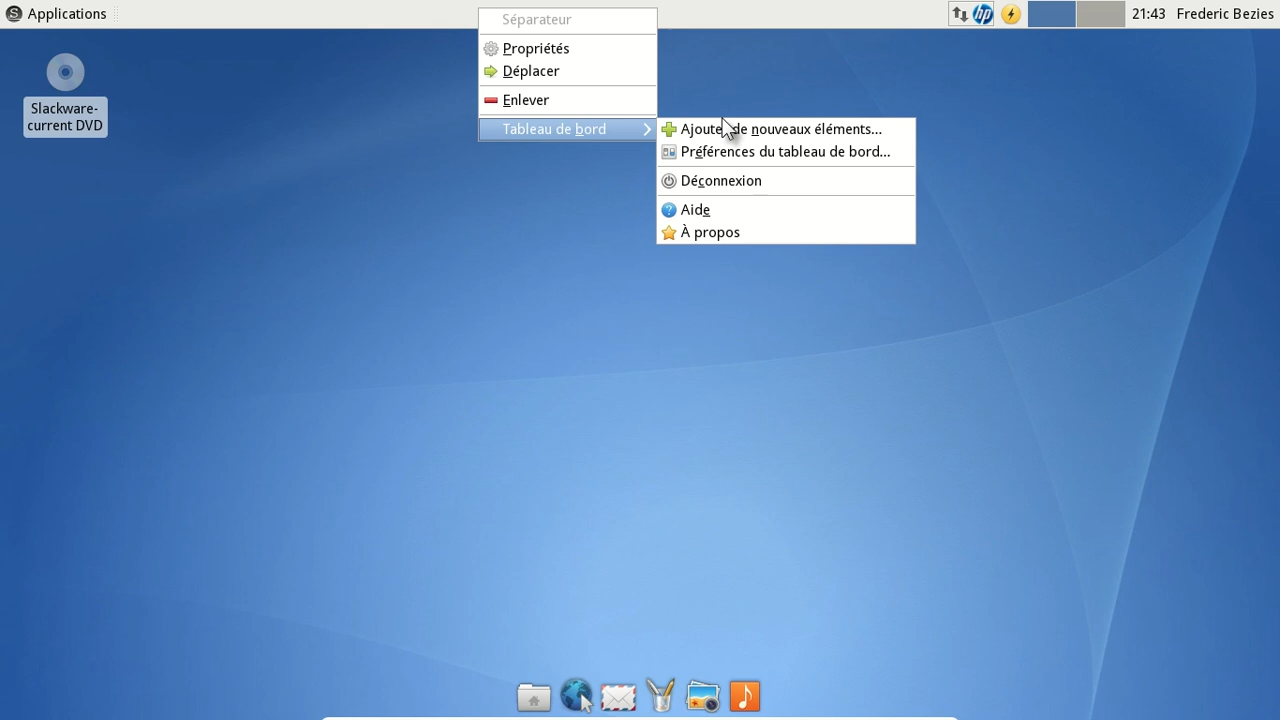 Applications
hp
21:43
Frederic Bezies
Séparateur
Propriétés
Déplacer
Enlever
Tableau de bord
Ajouter de nouveaux éléments...
Préférences du tableau de bord...
Déconnexion
Aide
À propos
Slackware-
current DVD